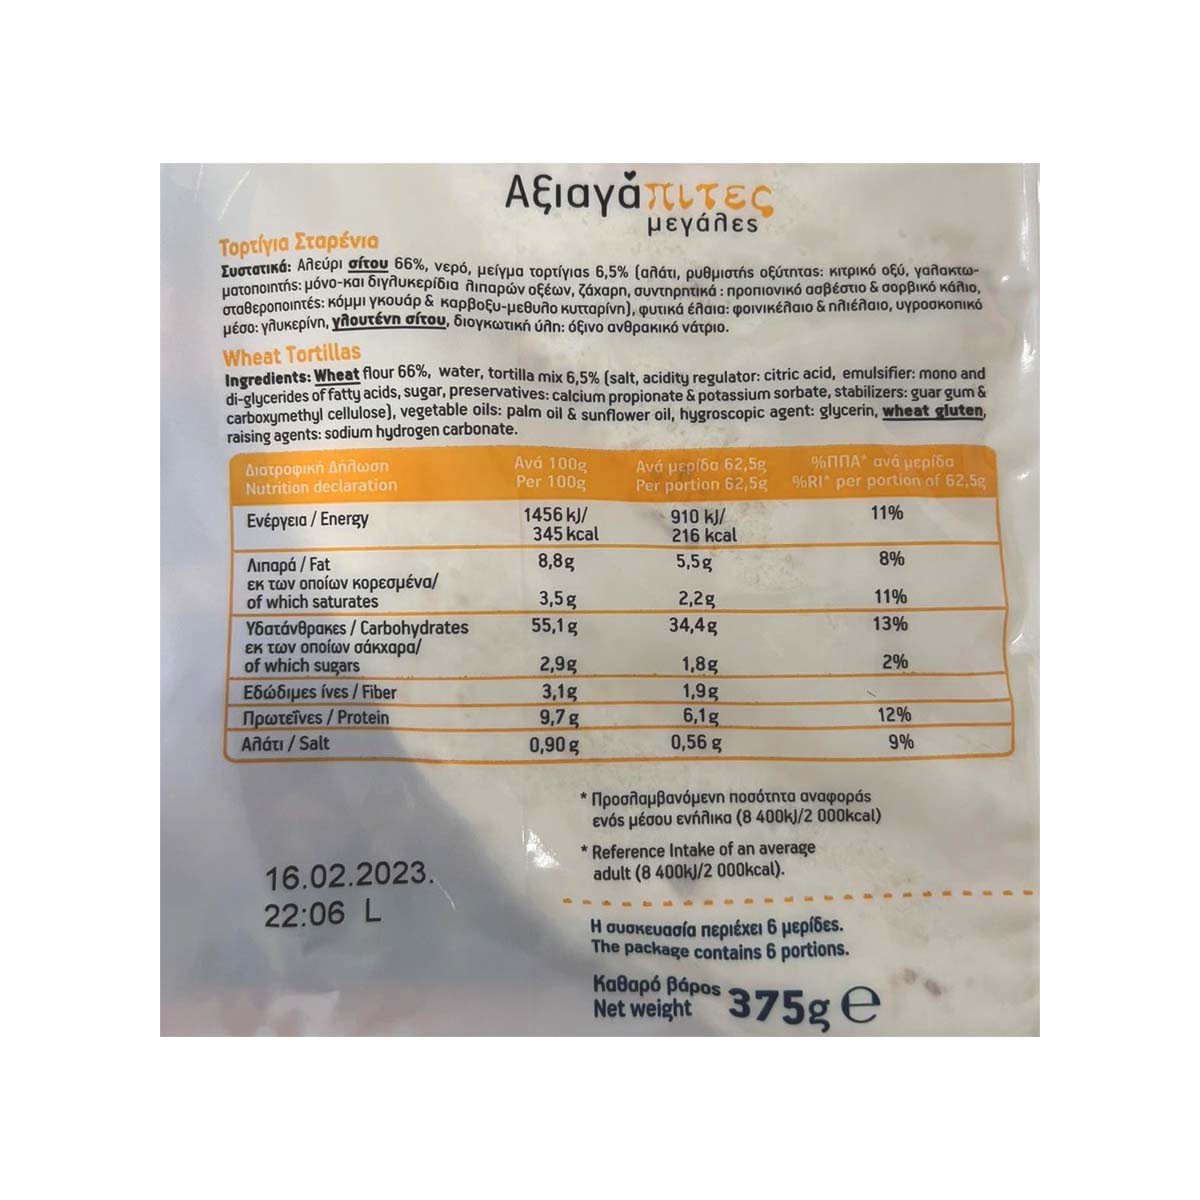 Αξιαγάπιτες
μεγάλες
Τορτίγια Σταρένια
Συστατικά: Αλεύρι σίτου 66%, νερό, μείγμα τορτίγιας 6,5% (αλάτι, ρυθμιστής οξύτητας: κιτρικό οξύ, γαλακτω-
ματοποιητής: μόνο-και διγλυκερίδια λιπαρών οξέων, ζάχαρη, συντηρητικά : προπιονικό ασβέστιο & σορβικό κάλιο,
σταθεροποιητές: κόμμι γκουάρ & καρβοξυ-μεθυλο κυτταρίνη), φυτικά έλαια: φοινικέλαιο & ηλιέλαιο, υγροσκοπικό
μέσο: γλυκερίνη, γλουτένη σίτου, διογκωτική ύλη: όξινο ανθρακικό νάτριο.
Wheat Tortillas
Ingredients: Wheat flour 66%, water, tortilla mix 6,5% (salt, acidity regulator: citric acid, emulsifier: mono and
di-glycerides of fatty acids, sugar, preservatives: calcium propionate & potassium sorbate, stabilizers: guar gum &
carboxymethyl cellulose), vegetable oils: palm oil & sunflower oil, hygroscopic agent: glycerin, wheat gluten,
raising agents: sodium hydrogen carbonate.
Διατροφική Δήλωση Ανά 100g Ανά μερίδα 62,5g %ΠΠΑ* ανά μερίδα
Nutrition declaration Per 100g Per portion 62,5g %RI* per portion of 62,5g
Ενέργεια / Energy 1456 kJ/ 910 kJ/ 11%
345 kcal 216 kcal
Λιπαρά / Fat 8,8g 5,5g 8%
εκ των οποίων κορεσμένα/
of which saturates 3,5g 2,2g 11%
Υδατάνθρακες / Carbohydrates 55,1g 34,4g 13%
εκ των οποίων σάκχαρα/
of which sugars 2,9g 1,8g 2%
Εδώδιμες ίνες / Fiber 3,1g 1,9g
Πρωτεΐνες / Protein 9,7g 6,1g 12%
Αλάτι / Salt 0,90g 0,56 g 9%
* Προσλαμβανόμενη ποσότητα αναφοράς
ενός μέσου ενήλικα (8 400kJ/2 000kcal)
* Reference Intake of an average
adult (8 400kJ/2 000kcal).
16.02.2023.
22:06 L
Η συσκευασία περιέχει 6 μερίδες.
The package contains 6 portions.
Καθαρό βάρος
Net weight 375g ℮